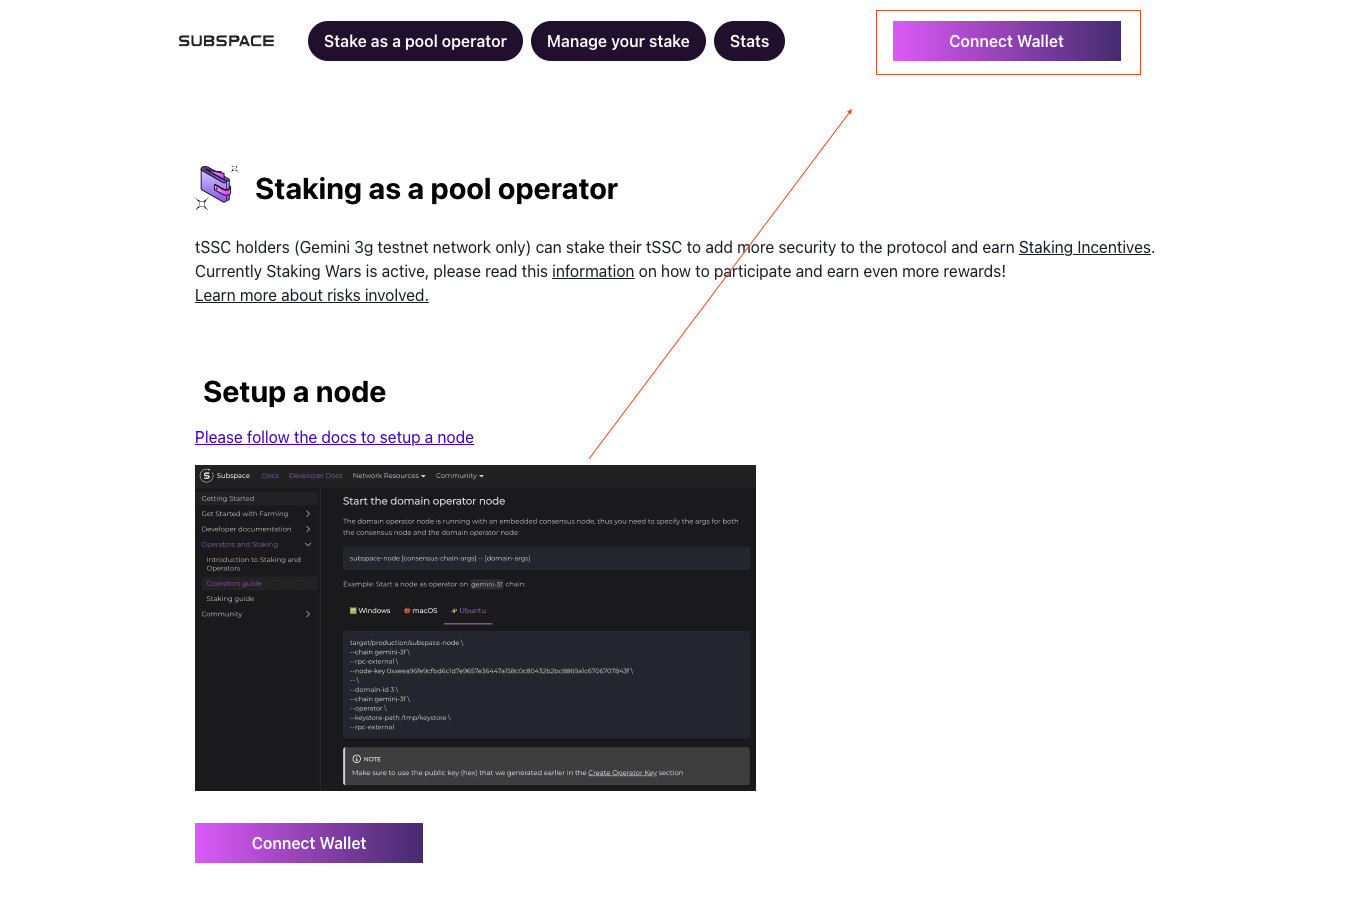 SUBSPACE
Stake as a pool operator
Manage your stake
Stats
Connect Wallet
Staking as a pool operator
tSSC holders (Gemini 3g testnet network only) can stake their tSSC to add more security to the protocol and earn Staking Incentives.
Currently Staking Wars is active, please read this information on how to participate and earn even more rewards!
Learn more about risks involved.
Setup a node
Please follow the docs to setup a node
Subspace Docs Developer Docs Network Resources Community
Getting Started
Get Started with Farming
Developer documentation
Operators and Staking
Introduction to Staking and
Operators
Operators guide
Staking guide
Community
Start the domain operator node
The domain operator node is running with an embedded consensus node, thus you need to specify the args for both
the consensus node and the domain operator node:
subspace-node [consensus-chain-args] -- [domain-args]
Example: Start a node as operator on gemini-3f chain:
Windows macOS Ubuntu
target/production/subspace-node \
--chain gemini-3f \
--rpc-external \
--node-key 0xxeea96fe9cfbd6c1d7e9657e36447a158c0c80432b2bc8869a1c6706707843f \
-- \
--domain-id 3 \
--chain gemini-3f \
--operator \
--keystore-path /tmp/keystore \
--rpc-external
NOTE
Make sure to use the public key (hex) that we generated earlier in the Create Operator Key section
Connect Wallet